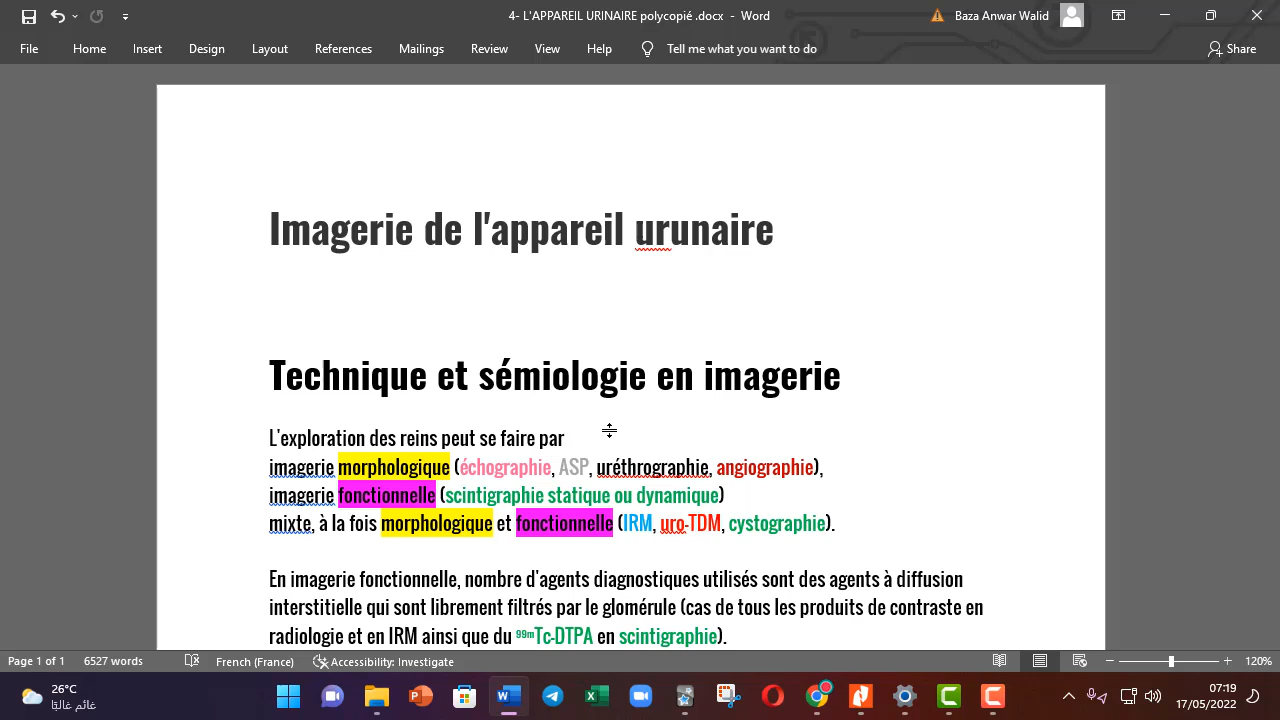 4- L'APPAREIL URINAIRE polycopié .docx - Word
Baza Anwar Walid
File Home Insert Design Layout References Mailings Review View Help Tell me what you want to do Share
Imagerie de l'appareil urunaire
Technique et sémiologie en imagerie
L'exploration des reins peut se faire par
imagerie morphologique (échographie, ASP, uréthrographie, angiographie),
imagerie fonctionnelle (scintigraphie statique ou dynamique)
mixte, à la fois morphologique et fonctionnelle (IRM, uro-TDM, cystographie).
En imagerie fonctionnelle, nombre d'agents diagnostiques utilisés sont des agents à diffusion
interstitielle qui sont librement filtrés par le glomérule (cas de tous les produits de contraste en
radiologie et en IRM ainsi que du 99mTc-DTPA en scintigraphie).
Page 1 of 1 6527 words French (France) Accessibility: Investigate 120%
26°C
غائم غالبًا
07:19
17/05/2022